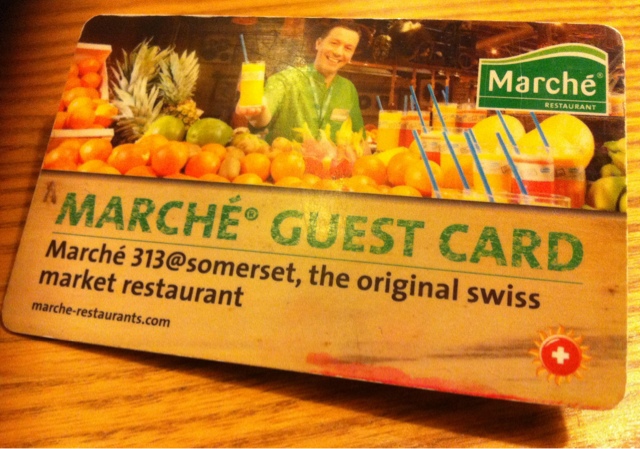 Marché®
RESTAURANT
MARCHÉ® GUEST CARD
Marché 313@somerset, the original swiss
market restaurant
marche-restaurants.com